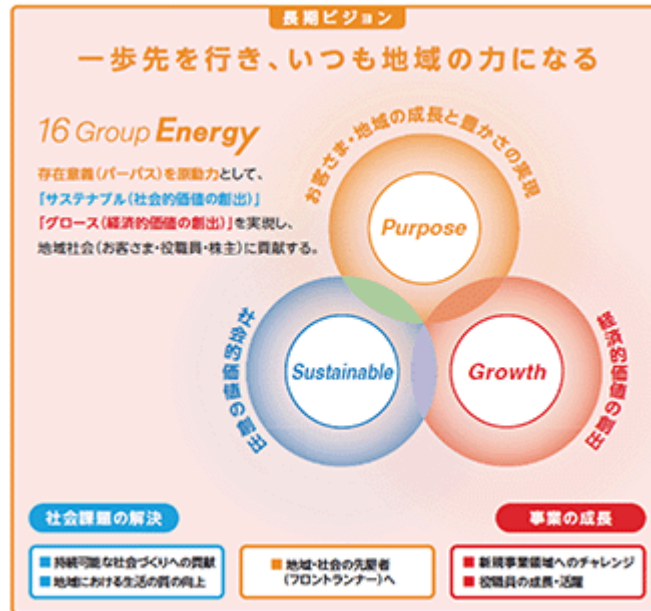 長期ビジョン
一歩先を行き、いつも地域の力になる
16 Group Energy
存在意義(パーパス)を原動力として、
「サステナブル(社会的価値の創出)」
「グロース(経済的価値の創出)」を実現し、
地域社会(お客さま・役職員・株主)に貢献する。
お客さま・地域の成長と豊かさの実現
Purpose
社会的価値の創出
Sustainable
Growth
経済的価値の創出
社会課題の解決
事業の成長
■ 持続可能な社会づくりへの貢献
■ 地域における生活の質の向上
■ 地域・社会の先駆者
(フロントランナー)へ
■ 新規事業領域へのチャレンジ
■ 役職員の成長・活躍